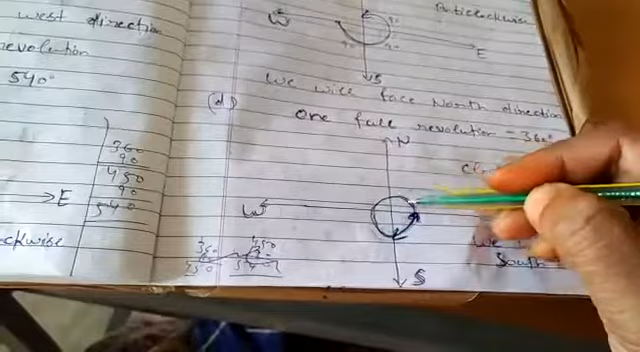 west direction
revolution
540°
360
90
450
90
540
E
ckwise
Anticlockwise
W
E
S
We will face North direction
(d)
one full revolution = 360°
N
W
S
We
South